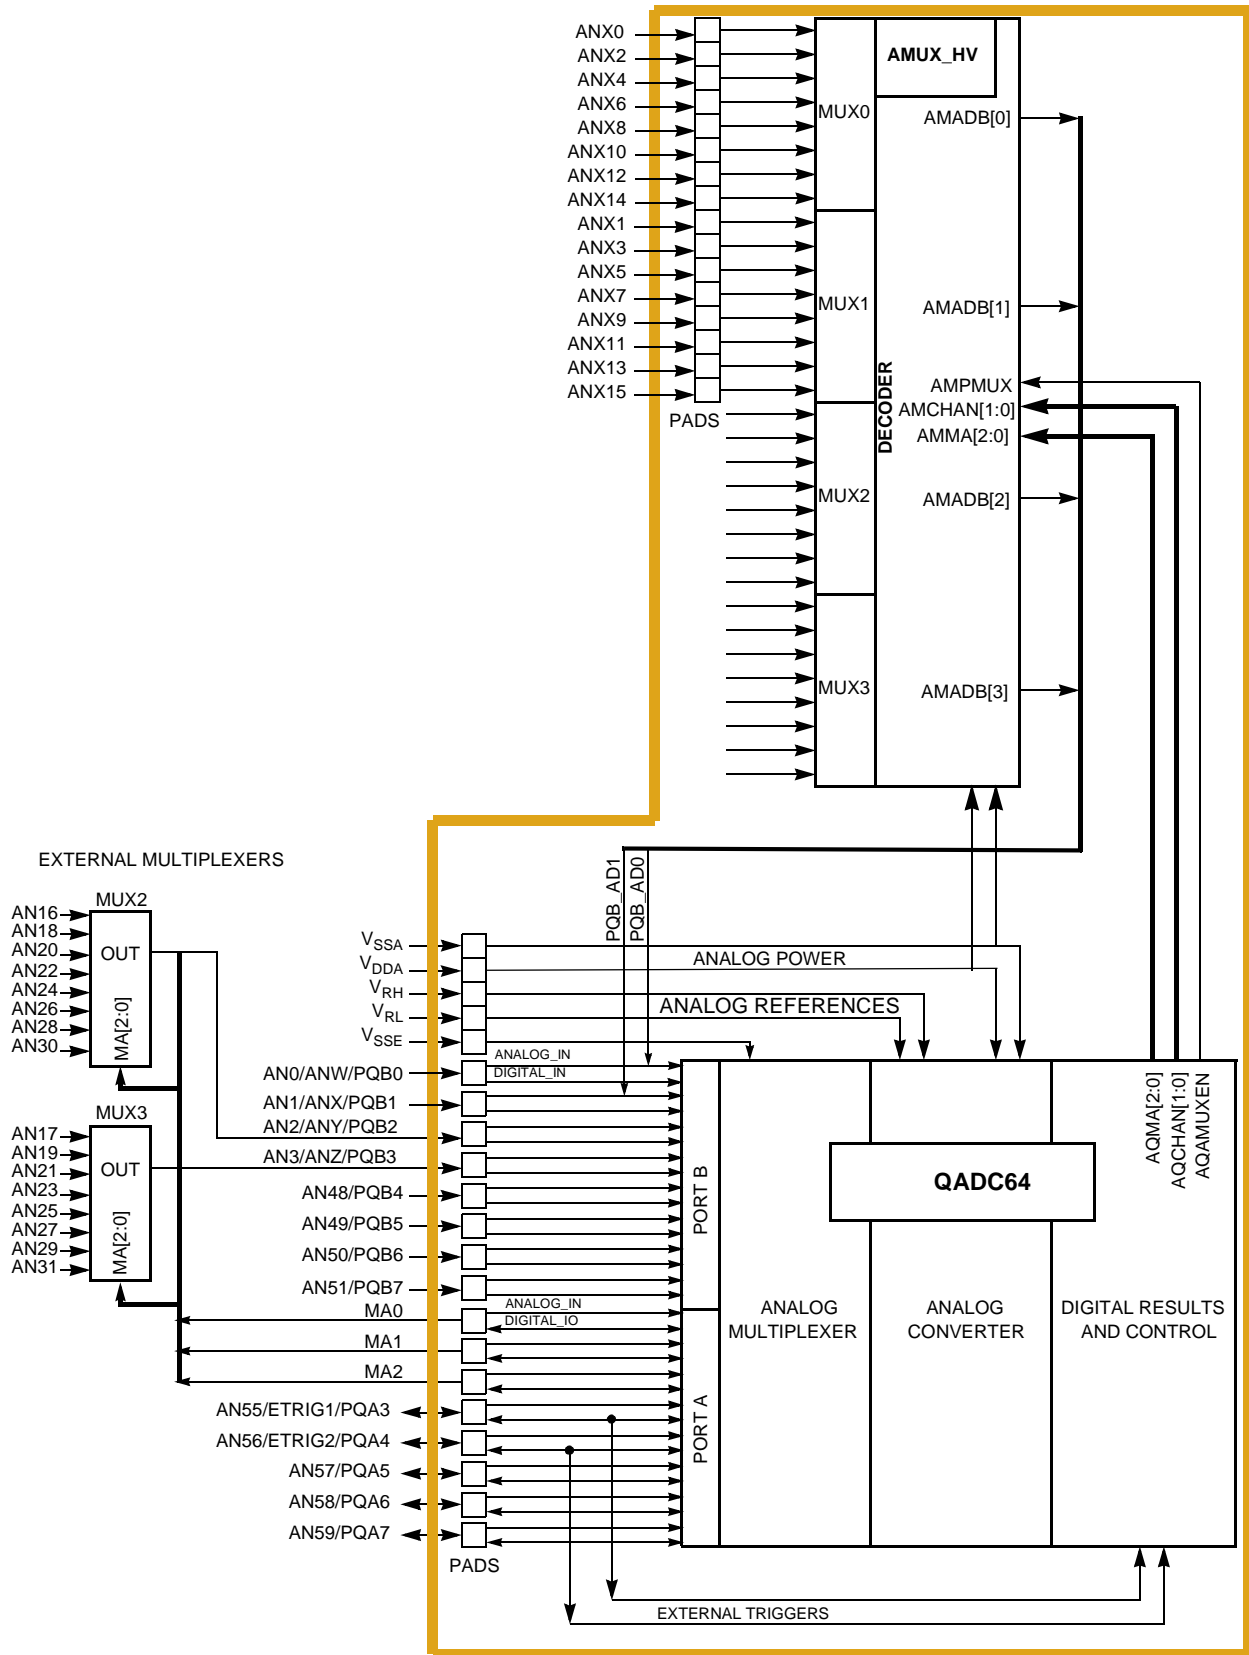 ANX0
ANX2
ANX4
ANX6
ANX8
ANX10
ANX12
ANX14
ANX1
ANX3
ANX5
ANX7
ANX9
ANX11
ANX13
ANX15
PADS
MUX0
MUX1
MUX2
MUX3
DECODER
AMUX_HV
AMADB[0]
AMADB[1]
AMPMUX
AMCHAN[1:0]
AMMA[2:0]
AMADB[2]
AMADB[3]
EXTERNAL MULTIPLEXERS
MUX2
AN16
AN18
AN20
AN22
AN24
AN26
AN28
AN30
OUT
MA[2:0]
MUX3
AN17
AN19
AN21
AN23
AN25
AN27
AN29
AN31
OUT
MA[2:0]
PQB_AD1
PQB_AD0
VSSA
VDDA
VRH
VRL
VSSE
ANALOG POWER
ANALOG REFERENCES
ANALOG_IN
DIGITAL_IN
AN0/ANW/PQB0
AN1/ANX/PQB1
AN2/ANY/PQB2
AN3/ANZ/PQB3
AN48/PQB4
AN49/PQB5
AN50/PQB6
AN51/PQB7
ANALOG_IN
DIGITAL_IO
MA0
MA1
MA2
AN55/ETRIG1/PQA3
AN56/ETRIG2/PQA4
AN57/PQA5
AN58/PQA6
AN59/PQA7
PADS
PORT B
PORT A
QADC64
ANALOG
MULTIPLEXER
ANALOG
CONVERTER
DIGITAL RESULTS
AND CONTROL
AQMA[2:0]
AQCHAN[1:0]
AQAMUXEN
EXTERNAL TRIGGERS